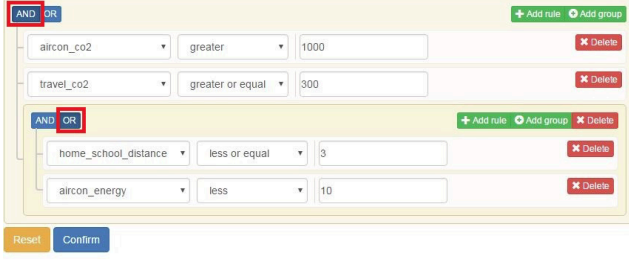 AND OR + Add rule Add group
aircon_co2 greater 1000 Delete
travel_co2 greater or equal 300 Delete
AND OR + Add rule Add group Delete
home_school_distance less or equal 3 Delete
aircon_energy less 10 Delete
Reset Confirm